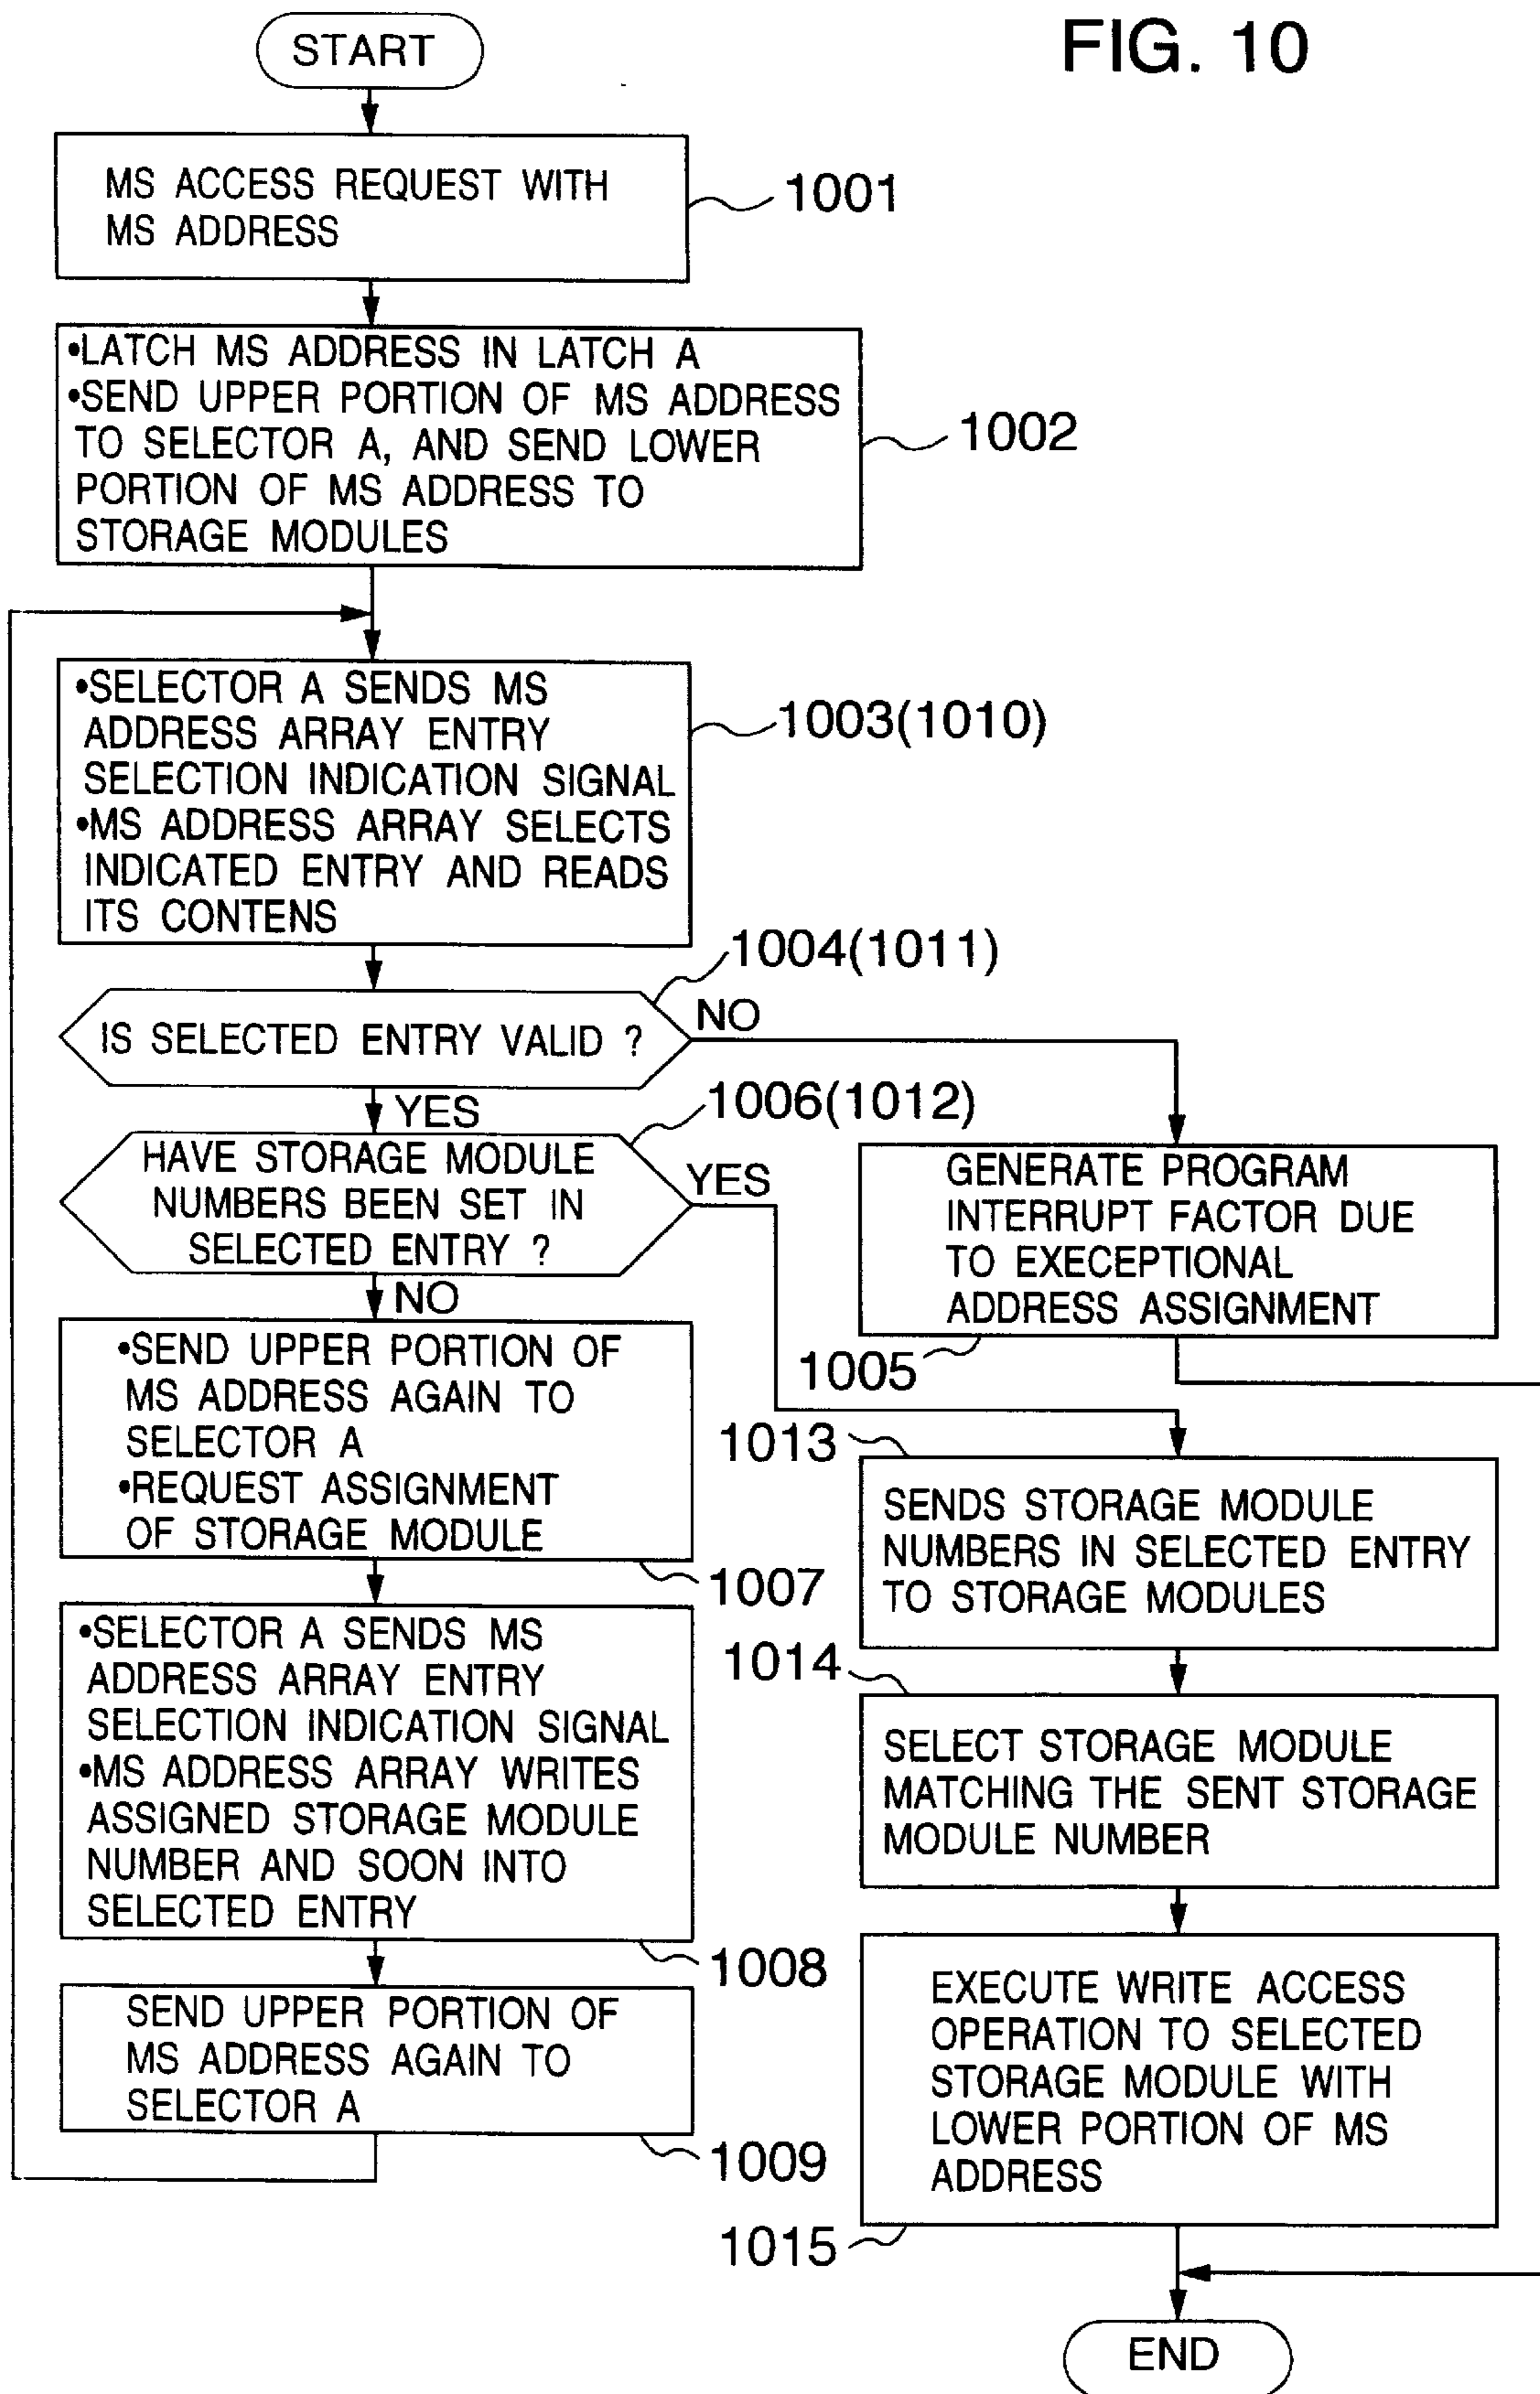 FIG. 10
START
MS ACCESS REQUEST WITH
MS ADDRESS
1001
•LATCH MS ADDRESS IN LATCH A
•SEND UPPER PORTION OF MS ADDRESS
TO SELECTOR A, AND SEND LOWER
PORTION OF MS ADDRESS TO
STORAGE MODULES
1002
•SELECTOR A SENDS MS
ADDRESS ARRAY ENTRY
SELECTION INDICATION SIGNAL
•MS ADDRESS ARRAY SELECTS
INDICATED ENTRY AND READS
ITS CONTENS
1003(1010)
1004(1011)
IS SELECTED ENTRY VALID ?
NO
YES
1006(1012)
HAVE STORAGE MODULE
NUMBERS BEEN SET IN
SELECTED ENTRY ?
YES
NO
GENERATE PROGRAM
INTERRUPT FACTOR DUE
TO EXECEPTIONAL
ADDRESS ASSIGNMENT
1005
•SEND UPPER PORTION OF
MS ADDRESS AGAIN TO
SELECTOR A
•REQUEST ASSIGNMENT
OF STORAGE MODULE
1007
•SELECTOR A SENDS MS
ADDRESS ARRAY ENTRY
SELECTION INDICATION SIGNAL
•MS ADDRESS ARRAY WRITES
ASSIGNED STORAGE MODULE
NUMBER AND SOON INTO
SELECTED ENTRY
1008
SEND UPPER PORTION OF
MS ADDRESS AGAIN TO
SELECTOR A
1009
1013
SENDS STORAGE MODULE
NUMBERS IN SELECTED ENTRY
TO STORAGE MODULES
1014
SELECT STORAGE MODULE
MATCHING THE SENT STORAGE
MODULE NUMBER
EXECUTE WRITE ACCESS
OPERATION TO SELECTED
STORAGE MODULE WITH
LOWER PORTION OF MS
ADDRESS
1015
END